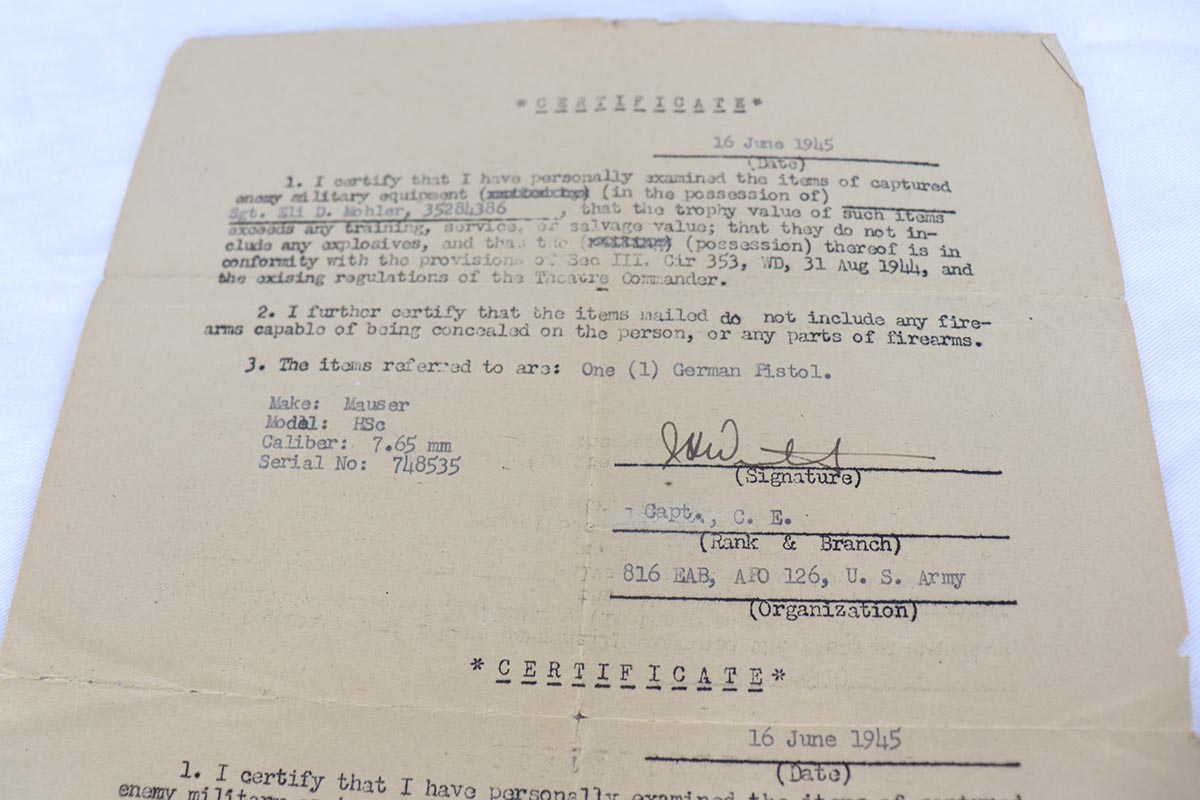 *CERTIFICATE*
16 June 1945
(Date)
1. I certify that I have personally examined the items of captured
enemy military equipment (in the possession of)
Sgt. Eli D. Mohler, 35284386, that the trophy value of such items
exceeds any training, service, or salvage value; that they do not in-
clude any explosives, and that the (possession) thereof is in
conformity with the provisions of Sec III. Cir 353, WD, 31 Aug 1944, and
the exising regulations of the Theatre Commander.
2. I further certify that the items mailed do not include any fire-
arms capable of being concealed on the person, or any parts of firearms.
3. The items referred to are: One (1) German Pistol.
Make: Mauser
Model: HSc
Caliber: 7.65 mm
Serial No: 748535
(Signature)
Capt., C. E.
(Rank & Branch)
816 EAB, APO 126, U. S. Army
(Organization)
*CERTIFICATE*
16 June 1945
(Date)
1. I certify that I have personally examined the items of captured
enemy military